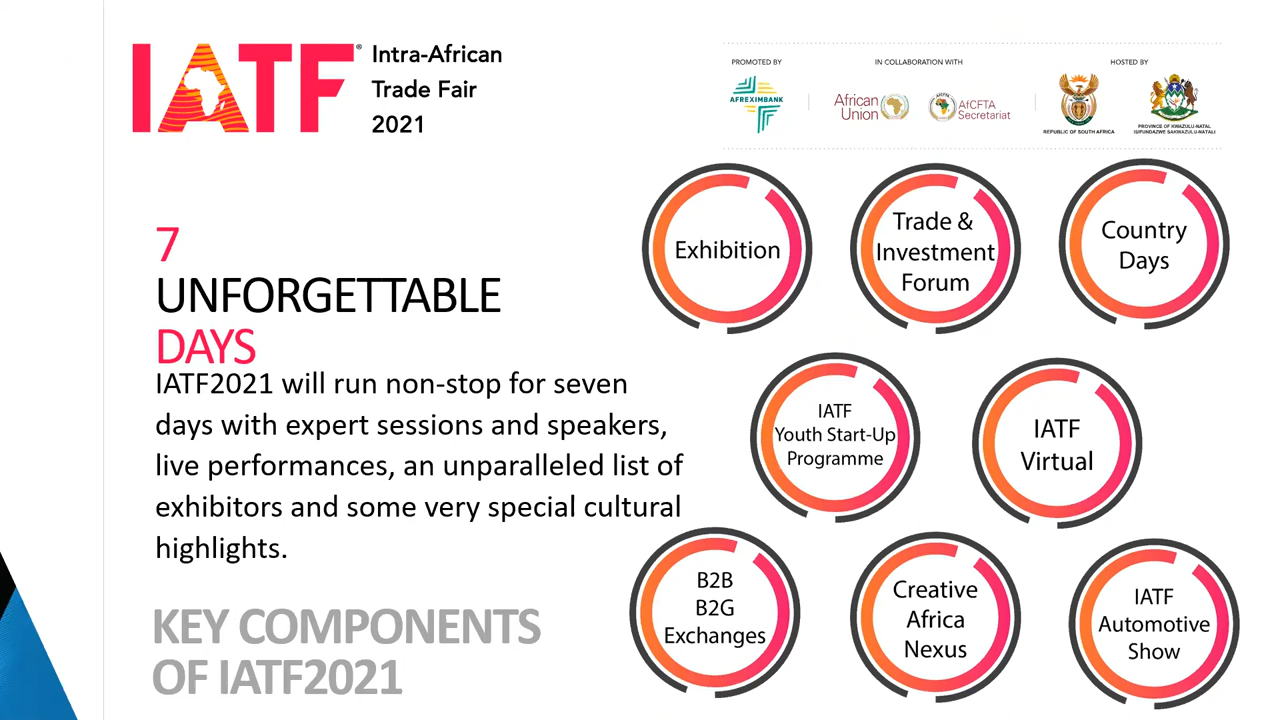 IATF®
Intra-African
Trade Fair
2021
PROMOTED BY
AFREXIMBANK
IN COLLABORATION WITH
African
Union
AfCFTA
Secretariat
HOSTED BY
REPUBLIC OF SOUTH AFRICA
PROVINCE OF KWAZULU-NATAL
ISIFUNDAZWE SAKWAZULU-NATALI
7
UNFORGETTABLE
DAYS
IATF2021 will run non-stop for seven
days with expert sessions and speakers,
live performances, an unparalleled list of
exhibitors and some very special cultural
highlights.
KEY COMPONENTS
OF IATF2021
Exhibition
Trade &
Investment
Forum
Country
Days
IATF
Youth Start-Up
Programme
IATF
Virtual
B2B
B2G
Exchanges
Creative
Africa
Nexus
IATF
Automotive
Show